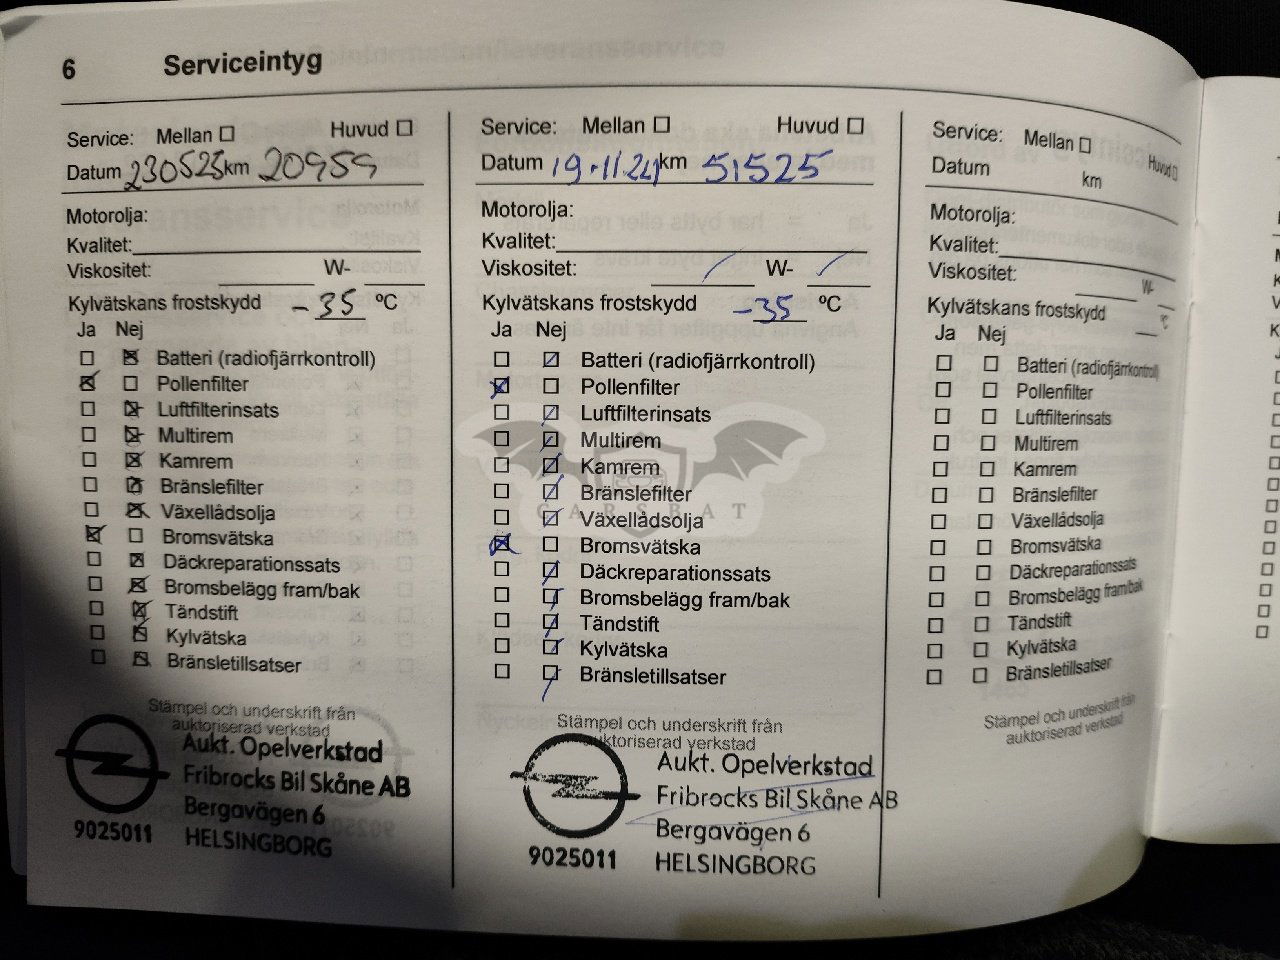 6 Serviceintyg
Service: Mellan Huvud
Datum 230523 km 20959
Motorolja:
Kvalitet:
Viskositet: W-
Kylvätskans frostskydd -35 ºC
Ja Nej
Batteri (radiofjärrkontroll)
Pollenfilter
Luftfilterinsats
Multirem
Kamrem
Bränslefilter
Växellådsolja
Bromsvätska
Däckreparationssats
Bromsbelägg fram/bak
Tändstift
Kylvätska
Bränsletillsatser
Stämpel och underskrift från
auktoriserad verkstad
Aukt. Opelverkstad
Fribrocks Bil Skåne AB
Bergavägen 6
9025011 HELSINGBORG
Service: Mellan Huvud
Datum 19.11.24 km 51525
Motorolja:
Kvalitet:
Viskositet: / W- /
Kylvätskans frostskydd -35 ºC
Ja Nej
Batteri (radiofjärrkontroll)
Pollenfilter
Luftfilterinsats
Multirem
Kamrem
Bränslefilter
Växellådsolja
Bromsvätska
Däckreparationssats
Bromsbelägg fram/bak
Tändstift
Kylvätska
Bränsletillsatser
Stämpel och underskrift från
auktoriserad verkstad
Aukt. Opelverkstad
Fribrocks Bil Skåne AB
Bergavägen 6
9025011 HELSINGBORG
Service: Mellan Huvud
Datum km
Motorolja:
Kvalitet:
Viskositet: W-
Kylvätskans frostskydd ºC
Ja Nej
Batteri (radiofjärrkontroll)
Pollenfilter
Luftfilterinsats
Multirem
Kamrem
Bränslefilter
Växellådsolja
Bromsvätska
Däckreparationssats
Bromsbelägg fram/bak
Tändstift
Kylvätska
Bränsletillsatser
Stämpel och underskrift från
auktoriserad verkstad
CARSBAT